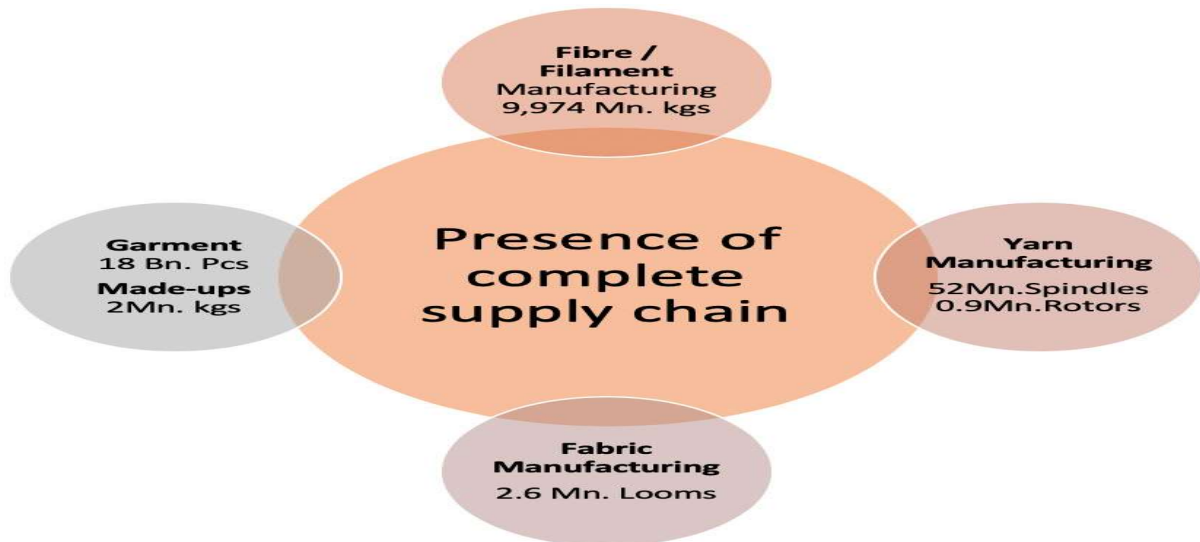 Fibre /
Filament
Manufacturing
9,974 Mn. kgs
Presence of
complete
supply chain
Yarn
Manufacturing
52Mn.Spindles
0.9Mn.Rotors
Fabric
Manufacturing
2.6 Mn. Looms
Garment
18 Bn. Pcs
Made-ups
2Mn. kgs